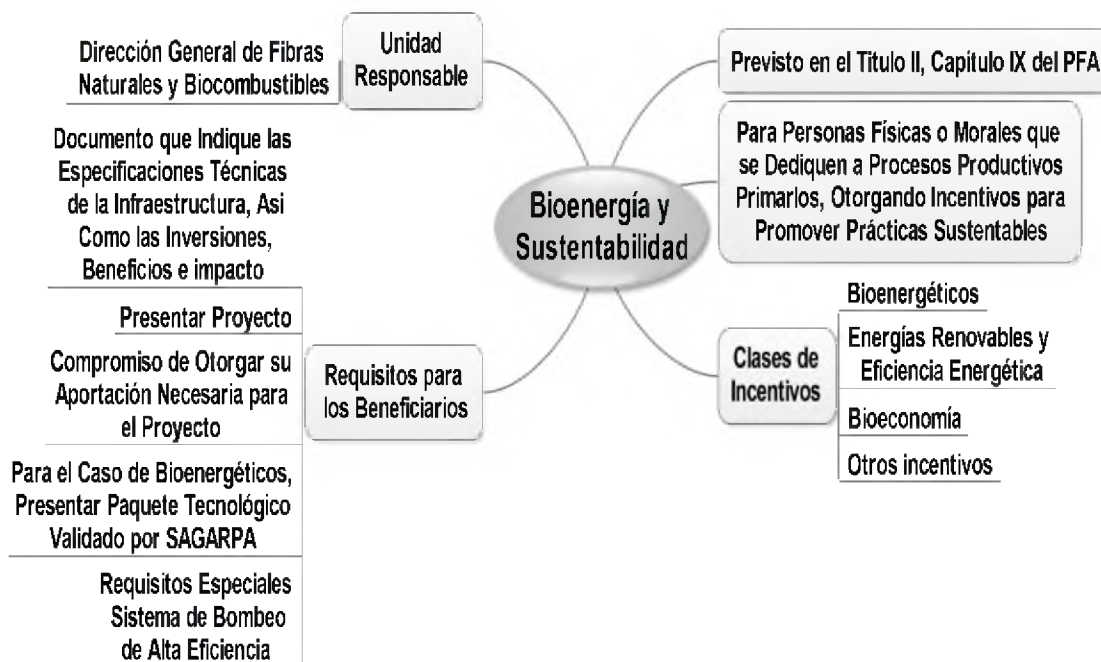 Dirección General de Fibras
Naturales y Biocombustibles
Unidad
Responsable
Documento que Indique las
Especificaciones Técnicas
de la Infraestructura, Asi
Como las Inversiones,
Beneficios e impacto
Presentar Proyecto
Compromiso de Otorgar su
Aportación Necesaria para
el Proyecto
Para el Caso de Bioenergéticos,
Presentar Paquete Tecnológico
Validado por SAGARPA
Requisitos Especiales
Sistema de Bombeo
de Alta Eficiencia
Requisitos para
los Beneficiarios
Bioenergía y
Sustentabilidad
Previsto en el Titulo II, Capitulo IX del PFA
Para Personas Físicas o Morales que
se Dediquen a Procesos Productivos
Primarlos, Otorgando Incentivos para
Promover Prácticas Sustentables
Clases de
Incentivos
Bioenergéticos
Energías Renovables y
Eficiencia Energética
Bioeconomía
Otros incentivos